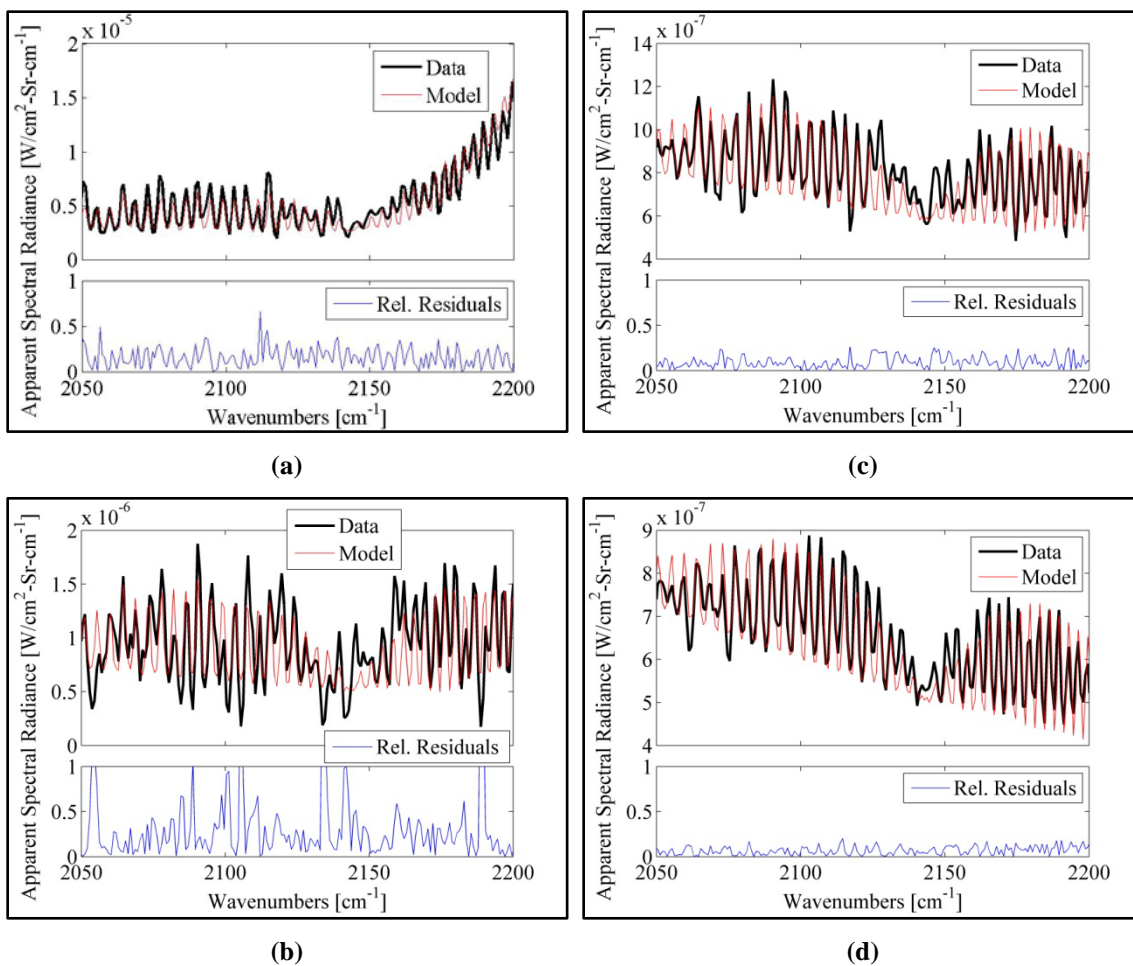 x 10^-5
2
1.5
1
0.5
0
Data
Model
Apparent Spectral Radiance [W/cm^2-Sr-cm^-1]
1
0.5
0
Rel. Residuals
2050 2100 2150 2200
Wavenumbers [cm^-1]
(a)
x 10^-7
14
12
10
8
6
4
Data
Model
Apparent Spectral Radiance [W/cm^2-Sr-cm^-1]
1
0.5
0
Rel. Residuals
2050 2100 2150 2200
Wavenumbers [cm^-1]
(c)
x 10^-6
2
1.5
1
0.5
0
Data
Model
Apparent Spectral Radiance [W/cm^2-Sr-cm^-1]
1
0.5
0
Rel. Residuals
2050 2100 2150 2200
Wavenumbers [cm^-1]
(b)
x 10^-7
9
8
7
6
5
4
Data
Model
Apparent Spectral Radiance [W/cm^2-Sr-cm^-1]
1
0.5
0
Rel. Residuals
2050 2100 2150 2200
Wavenumbers [cm^-1]
(d)